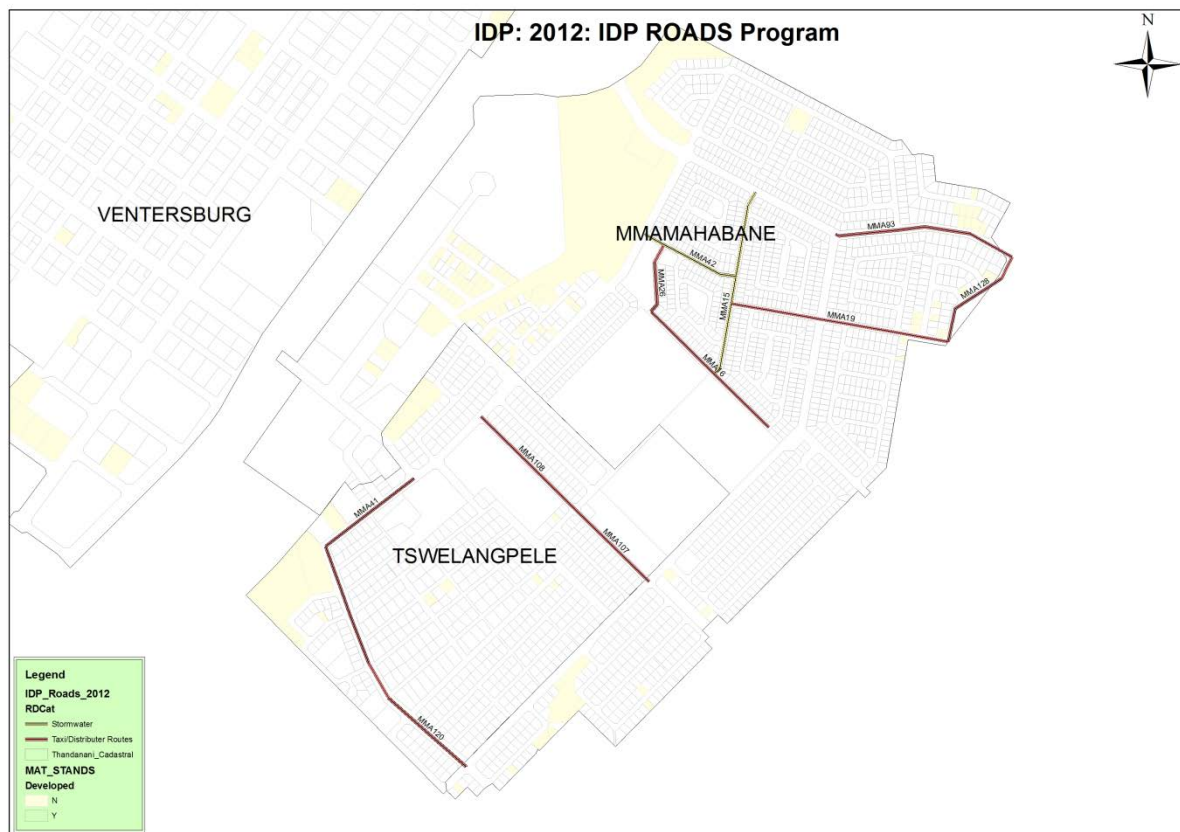 IDP: 2012: IDP ROADS Program
N
VENTERSBURG
MMAMAHABANE
MMA93
MMA42
MMA26
MMA15
MMA128
MMA19
MMA16
MMA108
MMA41
MMA107
TSWELANGPELE
MMA120
Legend
IDP_Roads_2012
RDCat
Stormwater
Taxi/Distributer Routes
Thandanani_Cadastral
MAT_STANDS
Developed
N
Y